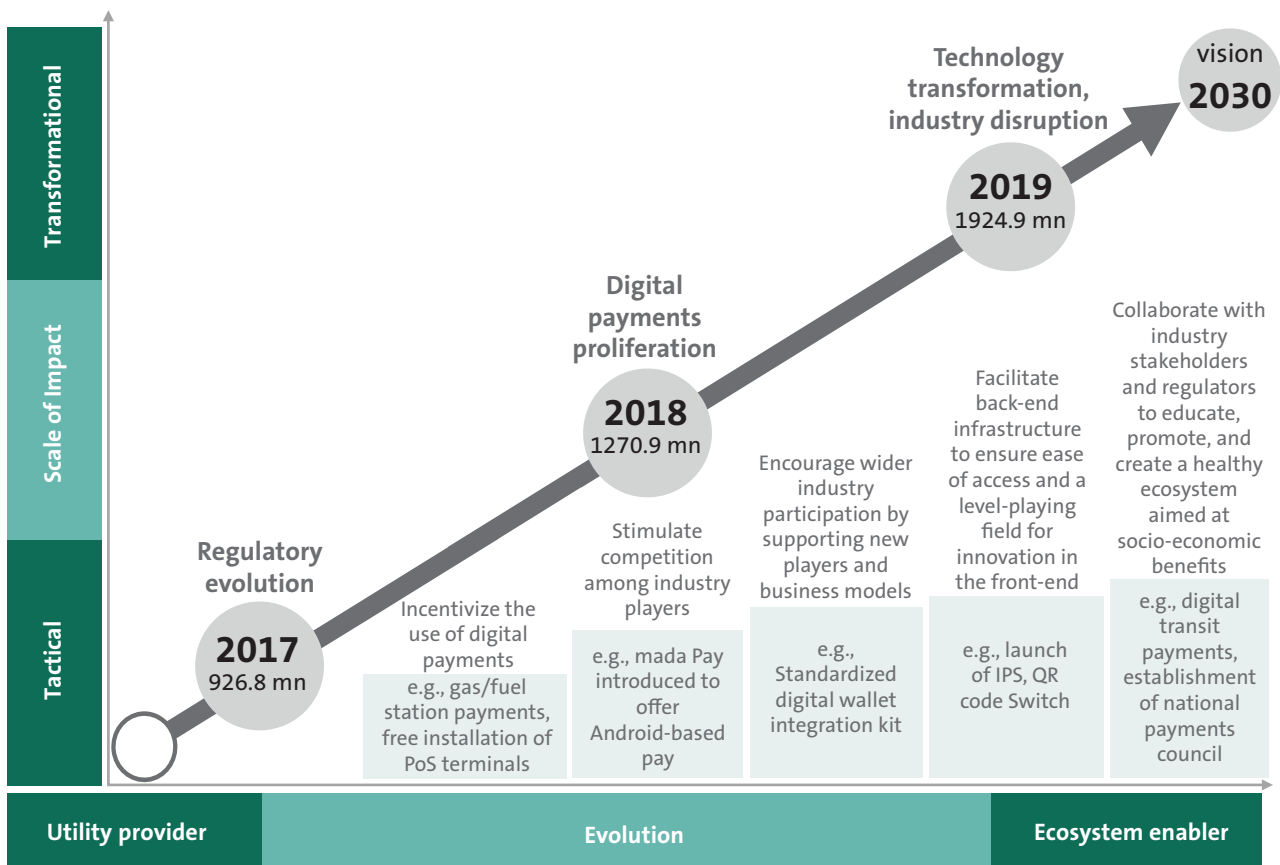 Transformational
Scale of Impact
Tactical
vision
2030
Technology
transformation,
industry disruption
2019
1924.9 mn
Digital
payments
proliferation
2018
1270.9 mn
Regulatory
evolution
2017
926.8 mn
Incentivize the
use of digital
payments
e.g., gas/fuel
station payments,
free installation of
PoS terminals
Stimulate
competition
among industry
players
e.g., mada Pay
introduced to
offer
Android-based
pay
Encourage wider
industry
participation by
supporting new
players and
business models
e.g.,
Standardized
digital wallet
integration kit
Facilitate
back-end
infrastructure
to ensure ease
of access and a
level-playing
field for
innovation in
the front-end
e.g., launch
of IPS, QR
code Switch
Collaborate with
industry
stakeholders
and regulators
to educate,
promote, and
create a healthy
ecosystem
aimed at
socio-economic
benefits
e.g., digital
transit
payments,
establishment
of national
payments
council
Utility provider
Evolution
Ecosystem enabler